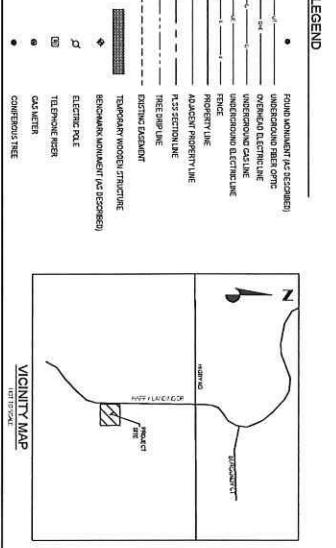 LEGEND
FOUND MONUMENT (AS DESCRIBED)
UNDERGROUND FIBER OPTIC
OVERHEAD ELECTRIC LINE
UNDERGROUND GAS LINE
UNDERGROUND ELECTRIC LINE
FENCE
PROPERTY LINE
ADJACENT PROPERTY LINE
PLSS SECTION LINE
TREE DRIP LINE
EXISTING EASEMENT
TEMPORARY WOODEN STRUCTURE
BENCHMARK MONUMENT (AS DESCRIBED)
ELECTRIC POLE
TELEPHONE RISER
GAS METER
CONIFEROUS TREE
N
BURGUNDY CT
LANDING DR
PROJECT
SITE
VICINITY MAP
NOT TO SCALE